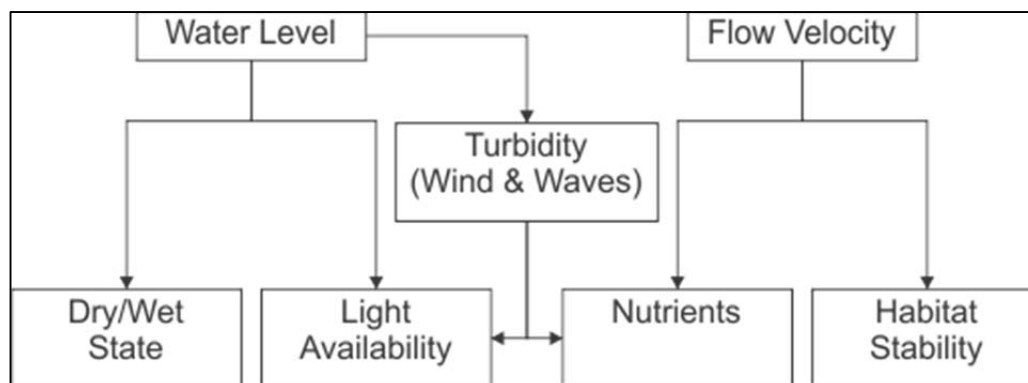 Water Level
Flow Velocity
Turbidity
(Wind & Waves)
Dry/Wet
State
Light
Availability
Nutrients
Habitat
Stability